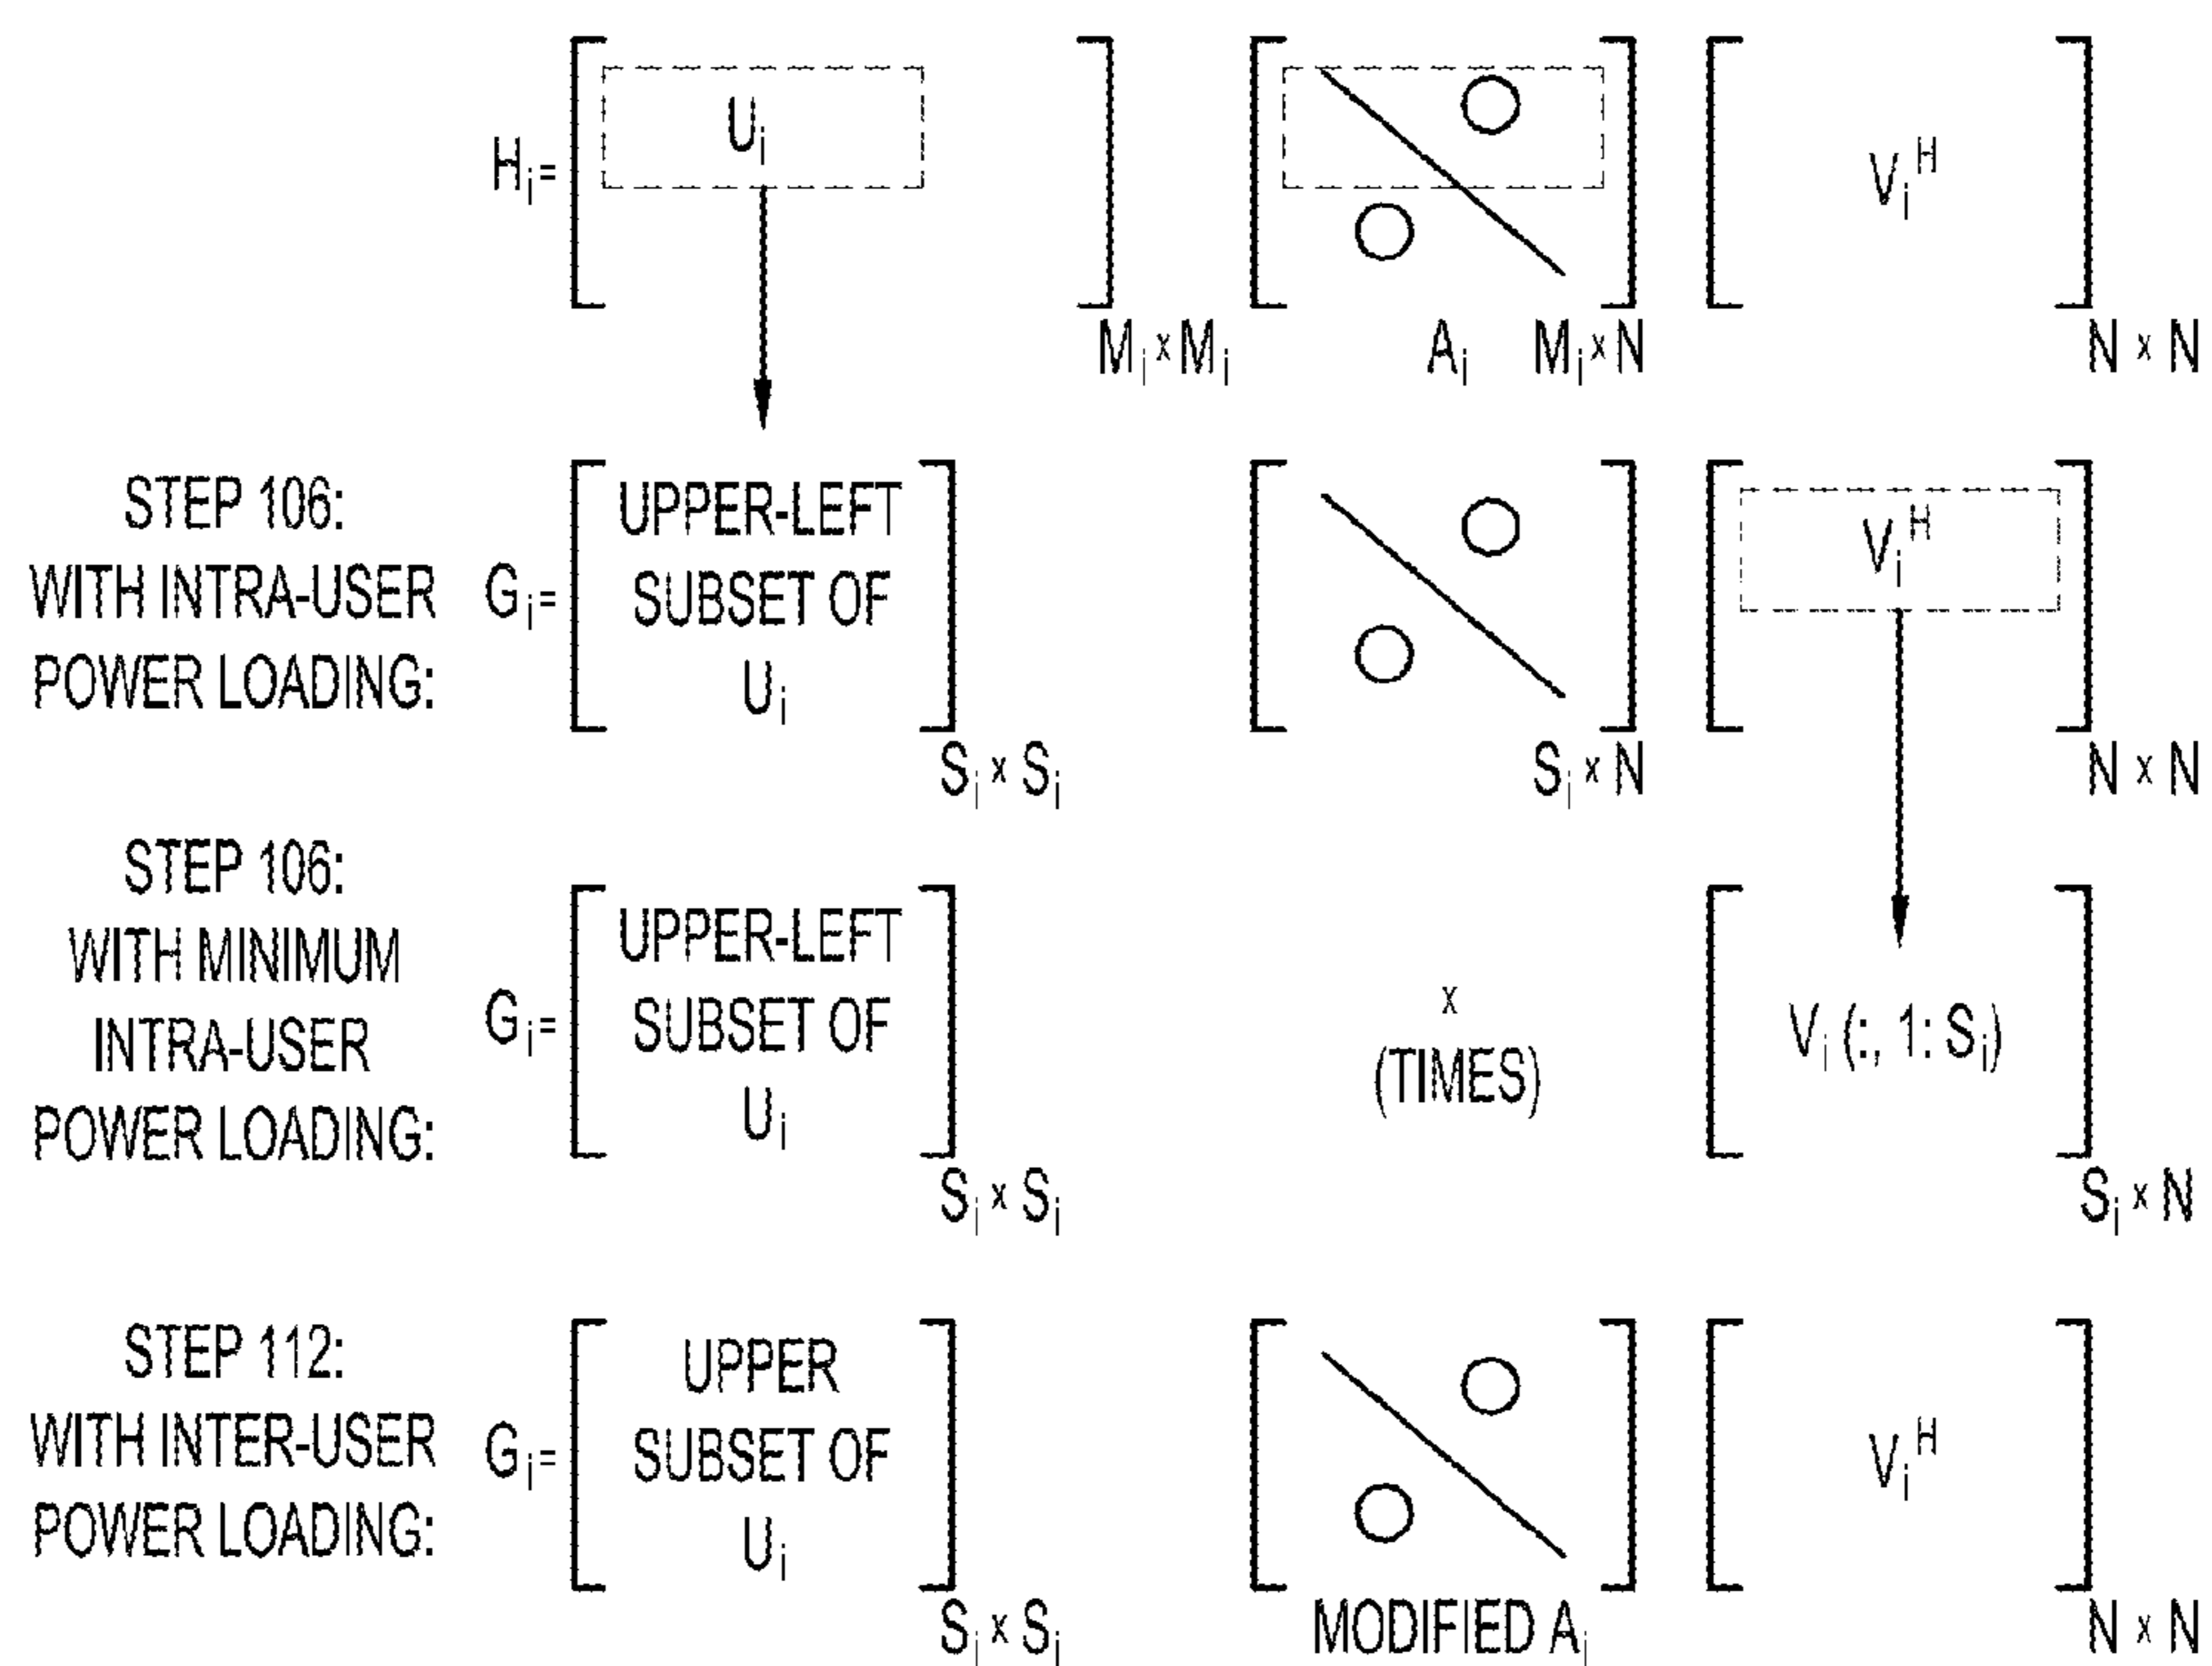 H_i= U_i V_i^H
M_i×M_i A_i M_i×N N × N
STEP 106:
WITH INTRA-USER
POWER LOADING:
G_i= UPPER-LEFT
SUBSET OF
U_i
V_i^H
S_i × S_i S_i × N N × N
STEP 106:
WITH MINIMUM
INTRA-USER
POWER LOADING:
G_i= UPPER-LEFT
SUBSET OF
U_i
x
(TIMES)
V_i (:, 1: S_i)
S_i × S_i S_i × N
STEP 112:
WITH INTER-USER
POWER LOADING:
G_i= UPPER
SUBSET OF
U_i
V_i^H
S_i × S_i MODIFIED A_i N × N